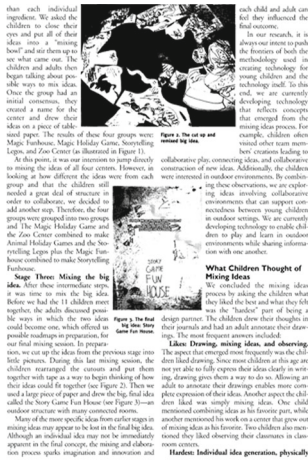 than each individual
ingredient. We asked the
children to close their
eyes and put all of their
ideas into a "mixing
bowl" and stir them up to
see what came out. The
children and adults then
began talking about pos-
sible ways to mix ideas.
Once the group had an
initial consensus, they
created a name for the
center and drew their
ideas on a piece of table-
sized paper. The results of these four groups were:
Magic Funhouse, Magic Holiday Game, Storytelling
Legos, and Zoo Center (as illustrated in Figure 1).
At this point, it was our intention to jump directly
to mixing the ideas of all four centers. However, in
looking at how different the ideas were from each
group and that the children still
needed a great deal of structure in
order to collaborate, we decided to
add another step. Therefore, the four
groups were grouped into two groups
and The Magic Game Holiday and
the Zoo Center combined to make
Animal Holiday Games and the Sto-
rytelling Legos plus the Magic Fun-
house combined to make Storytelling
Funhouse.
Stage Three: Mixing the big
idea. After these intermediate steps,
it was time to mix the big idea.
Before we had the 11 children meet
together, the adults discussed possi-
ble ways in which the two ideas
could become one, which offered us
possible roadmaps in preparation, for
our final mixing session. In prepara-
tion, we cut up the ideas from the previous stage into
little pictures. During this last mixing session, the
children rearranged the cutouts and put them
together with tape as a way to begin thinking of how
their ideas could fit together (see Figure 2). Then we
used a large piece of paper and drew the big, final idea
called the Story Game Fun House (see Figure 3)—an
outdoor structure with many connected rooms.
Many of the more specific ideas from earlier stages in
mixing ideas may appear to be lost in the final big idea.
Although an individual idea may not be immediately
apparent in the final concept, the mixing and elabora-
tion process sparks imagination and innovation and
Figure 2. The cut up and
remixed big idea.
STORY
GAME
HOUSE
Figure 3. The final
big idea: Story
Game Fun House.
each child and adult can
feel they influenced the
final outcome.
In our research, it is
always our intent to push
the frontiers of both the
methodology used in
creating technology for
young children and the
technology itself. To this
end, we are currently
developing technology
that reflects concepts
that emerged from the
mixing ideas process. For
example, children often
visited other team mem-
bers' creations leading to
collaborative play, connecting ideas, and collaborative
construction of new ideas. Additionally, the children
were interested in outdoor environments. By combin-
ing these observations, we are explor-
ing ideas involving collaborative
environments that can support con-
nectedness between young children
in outdoor settings. We are currently
developing technology to enable chil-
dren to play and learn in outdoor
environments while sharing informa-
tion with one another.
What Children Thought of
Mixing Ideas
We concluded the mixing ideas
process by asking the children what
they liked the best and what they felt
was the "hardest" part of being a
design partner. The children drew their thoughts in
their journals and had an adult annotate their draw-
ings. The most frequent answers included:
Likes: Drawing, mixing ideas, and observing.
The aspect that emerged most frequently was the chil-
dren liked drawing. Since most children at this age are
not yet able to fully express their ideas clearly in writ-
ing, drawing gives them a way to do so. Allowing an
adult to annotate their drawings enables more com-
plete expression of their ideas. Another aspect the chil-
dren liked was simply mixing ideas. One child
mentioned combining ideas as his favorite part, while
another mentioned his work on a center that grew out
of mixing ideas as his favorite. Two children also men-
tioned they liked observing their classmates in class-
room centers.
Hardest: Individual idea generation, physically